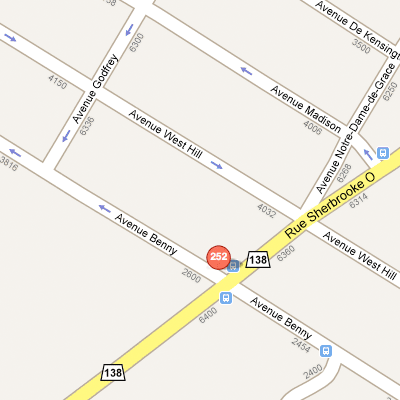 Avenue De Kensingt
3500
6300
4150
Avenue Godfrey
6336
Avenue Madison
4006
6250
Avenue Notre-Dame-de-Grace
6268
6314
Avenue West Hill
4032
3816
Rue Sherbrooke O
Avenue Benny
2600
252
138
6360
Avenue West Hill
6400
Avenue Benny
2454
2400
138